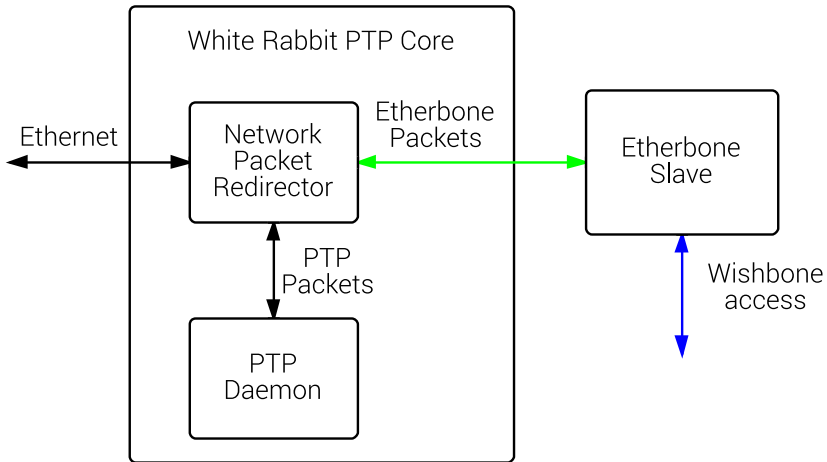 White Rabbit PTP Core
Ethernet
Network
Packet
Redirector
Etherbone
Packets
Etherbone
Slave
PTP
Packets
Wishbone
access
PTP
Daemon